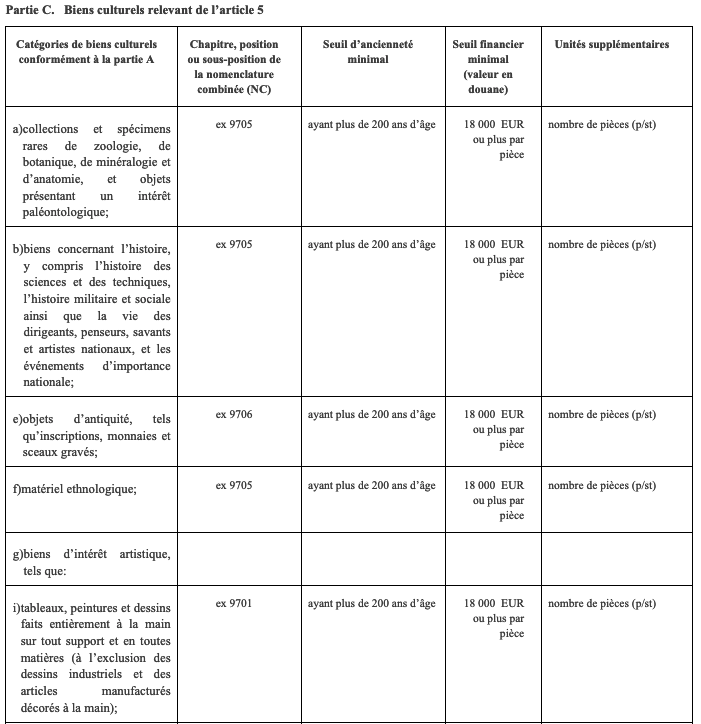 Partie C. Biens culturels relevant de l'article 5
Catégories de biens culturels
conformément à la partie A
Chapitre, position
ou sous-position de
la nomenclature
combinée (NC)
Seuil d'ancienneté
minimal
Seuil financier
minimal
(valeur en
douane)
Unités supplémentaires
a)collections et spécimens
rares de zoologie, de
botanique, de minéralogie et
d'anatomie, et objets
présentant un intérêt
paléontologique;
ex 9705
ayant plus de 200 ans d'âge
18 000 EUR
ou plus par
pièce
nombre de pièces (p/st)
b)biens concernant l'histoire,
y compris l'histoire des
sciences et des techniques,
l'histoire militaire et sociale
ainsi que la vie des
dirigeants, penseurs, savants
et artistes nationaux, et les
événements d'importance
nationale;
ex 9705
ayant plus de 200 ans d'âge
18 000 EUR
ou plus par
pièce
nombre de pièces (p/st)
e)objets d'antiquité, tels
qu'inscriptions, monnaies et
sceaux gravés;
ex 9706
ayant plus de 200 ans d'âge
18 000 EUR
ou plus par
pièce
nombre de pièces (p/st)
f)matériel ethnologique;
ex 9705
ayant plus de 200 ans d'âge
18 000 EUR
ou plus par
pièce
nombre de pièces (p/st)
g)biens d'intérêt artistique,
tels que:
i)tableaux, peintures et dessins
faits entièrement à la main
sur tout support et en toutes
matières (à l'exclusion des
dessins industriels et des
articles manufacturés
décorés à la main);
ex 9701
ayant plus de 200 ans d'âge
18 000 EUR
ou plus par
pièce
nombre de pièces (p/st)